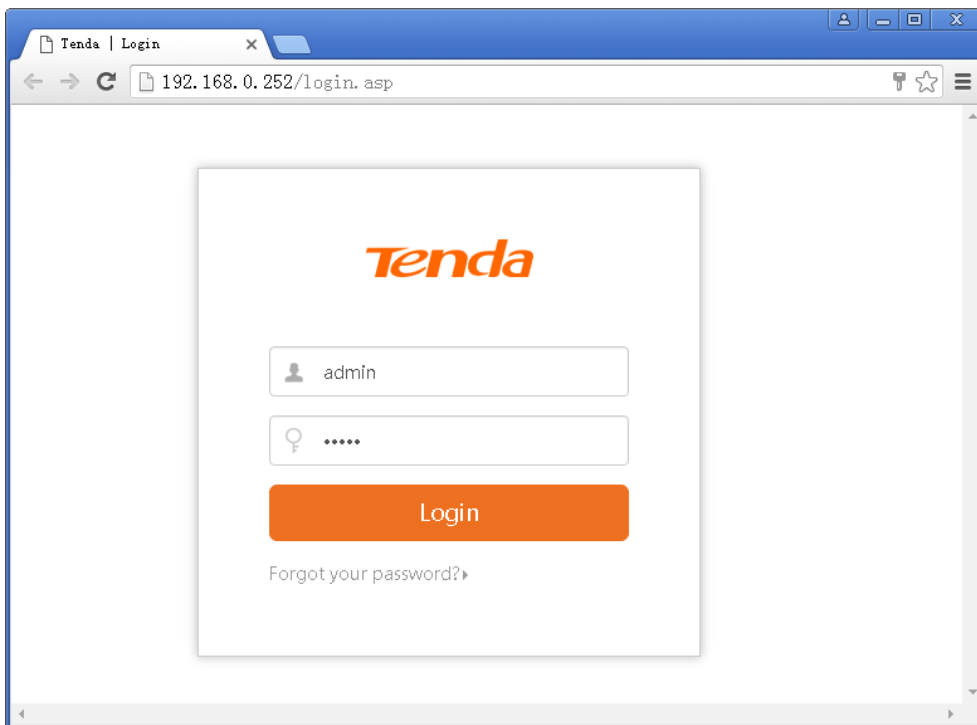 Tenda | Login
192.168.0.252/login.asp
Tenda
admin
•••••
Login
Forgot your password?